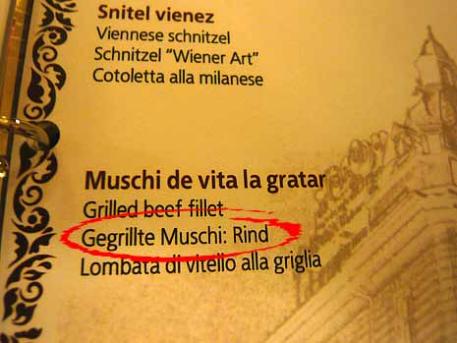 Snitel vienez
Viennese schnitzel
Schnitzel "Wiener Art"
Cotoletta alla milanese
Muschi de vita la gratar
Grilled beef fillet
Gegrillte Muschi: Rind
Lombata di vitello alla griglia